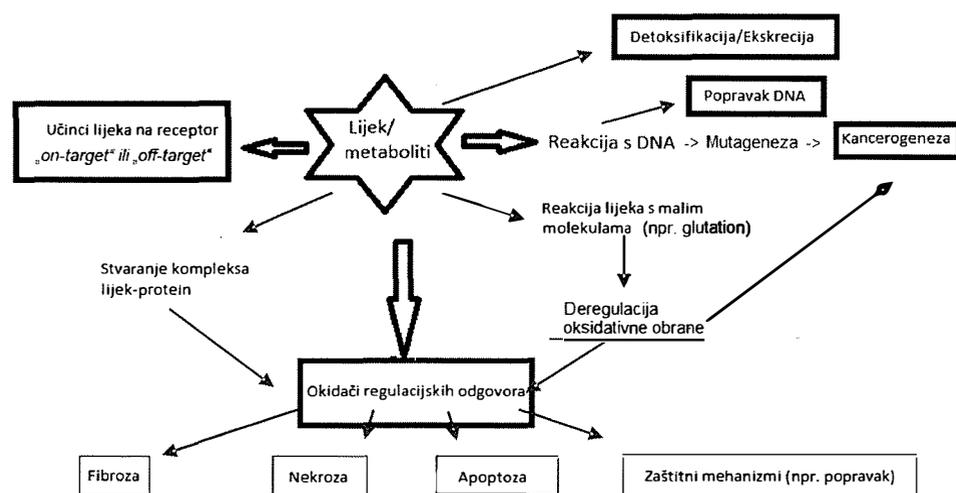 Detoksifikacija/Ekskrecija
Popravak DNA
Učinci lijeka na receptor
„on-target“ ili „off-target“
Lijek/
metaboliti
Reakcija s DNA -> Mutageneza ->
Kancerogeneza
Reakcija lijeka s malim
molekulama (npr. glutation)
Stvaranje kompleksa
lijek-protein
Deregulacija
oksidativne obrane
Okidači regulacijskih odgovora
Fibroza
Nekroza
Apoptoza
Zaštitni mehanizmi (npr. popravak)